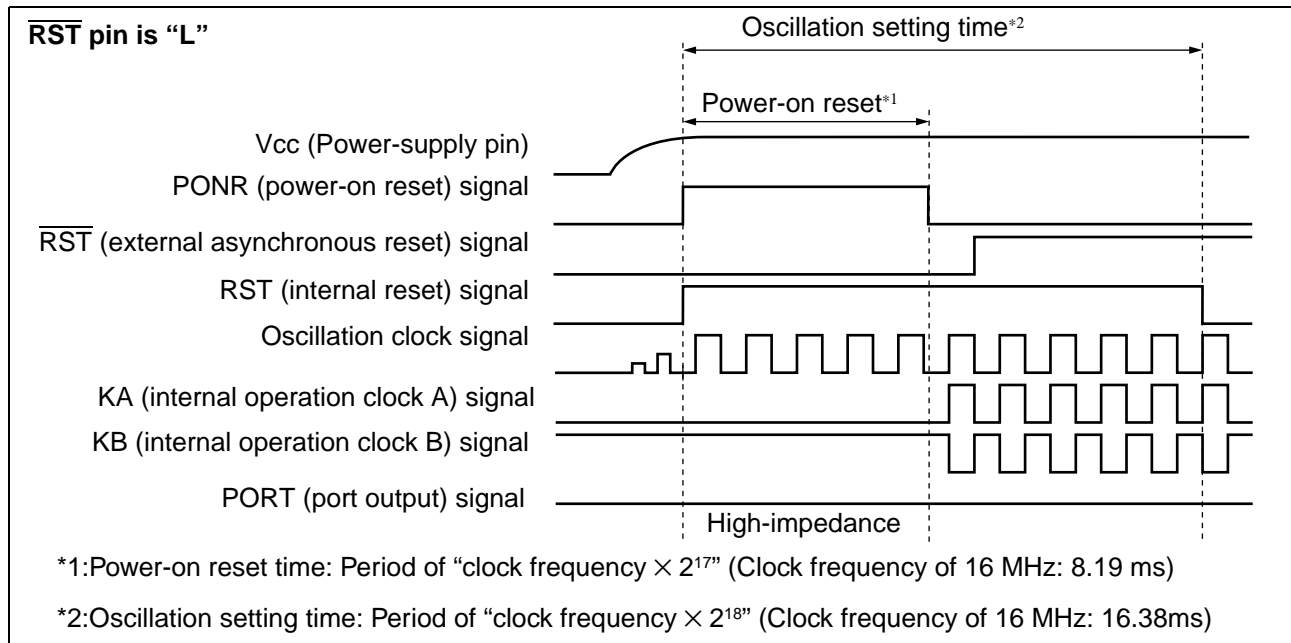 R̅S̅T̅ pin is “L”
Oscillation setting time*2
Power-on reset*1
Vcc (Power-supply pin)
PONR (power-on reset) signal
R̅S̅T̅ (external asynchronous reset) signal
RST (internal reset) signal
Oscillation clock signal
KA (internal operation clock A) signal
KB (internal operation clock B) signal
PORT (port output) signal
High-impedance
*1:Power-on reset time: Period of “clock frequency × 2¹⁷” (Clock frequency of 16 MHz: 8.19 ms)
*2:Oscillation setting time: Period of “clock frequency × 2¹⁸” (Clock frequency of 16 MHz: 16.38ms)